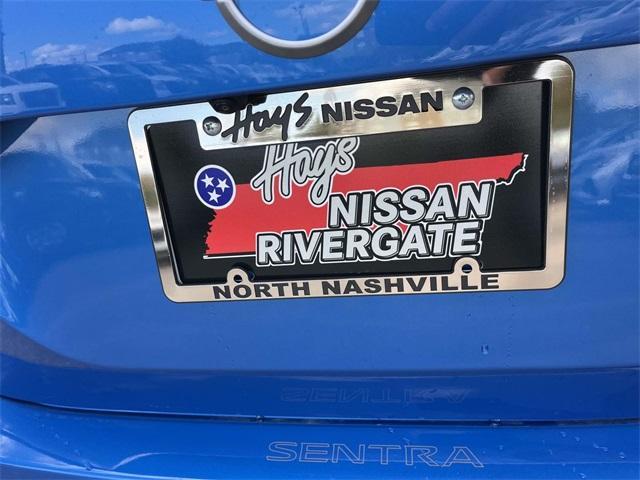 Hays NISSAN
Hays
NISSAN
RIVERGATE
NORTH NASHVILLE
SENTRA